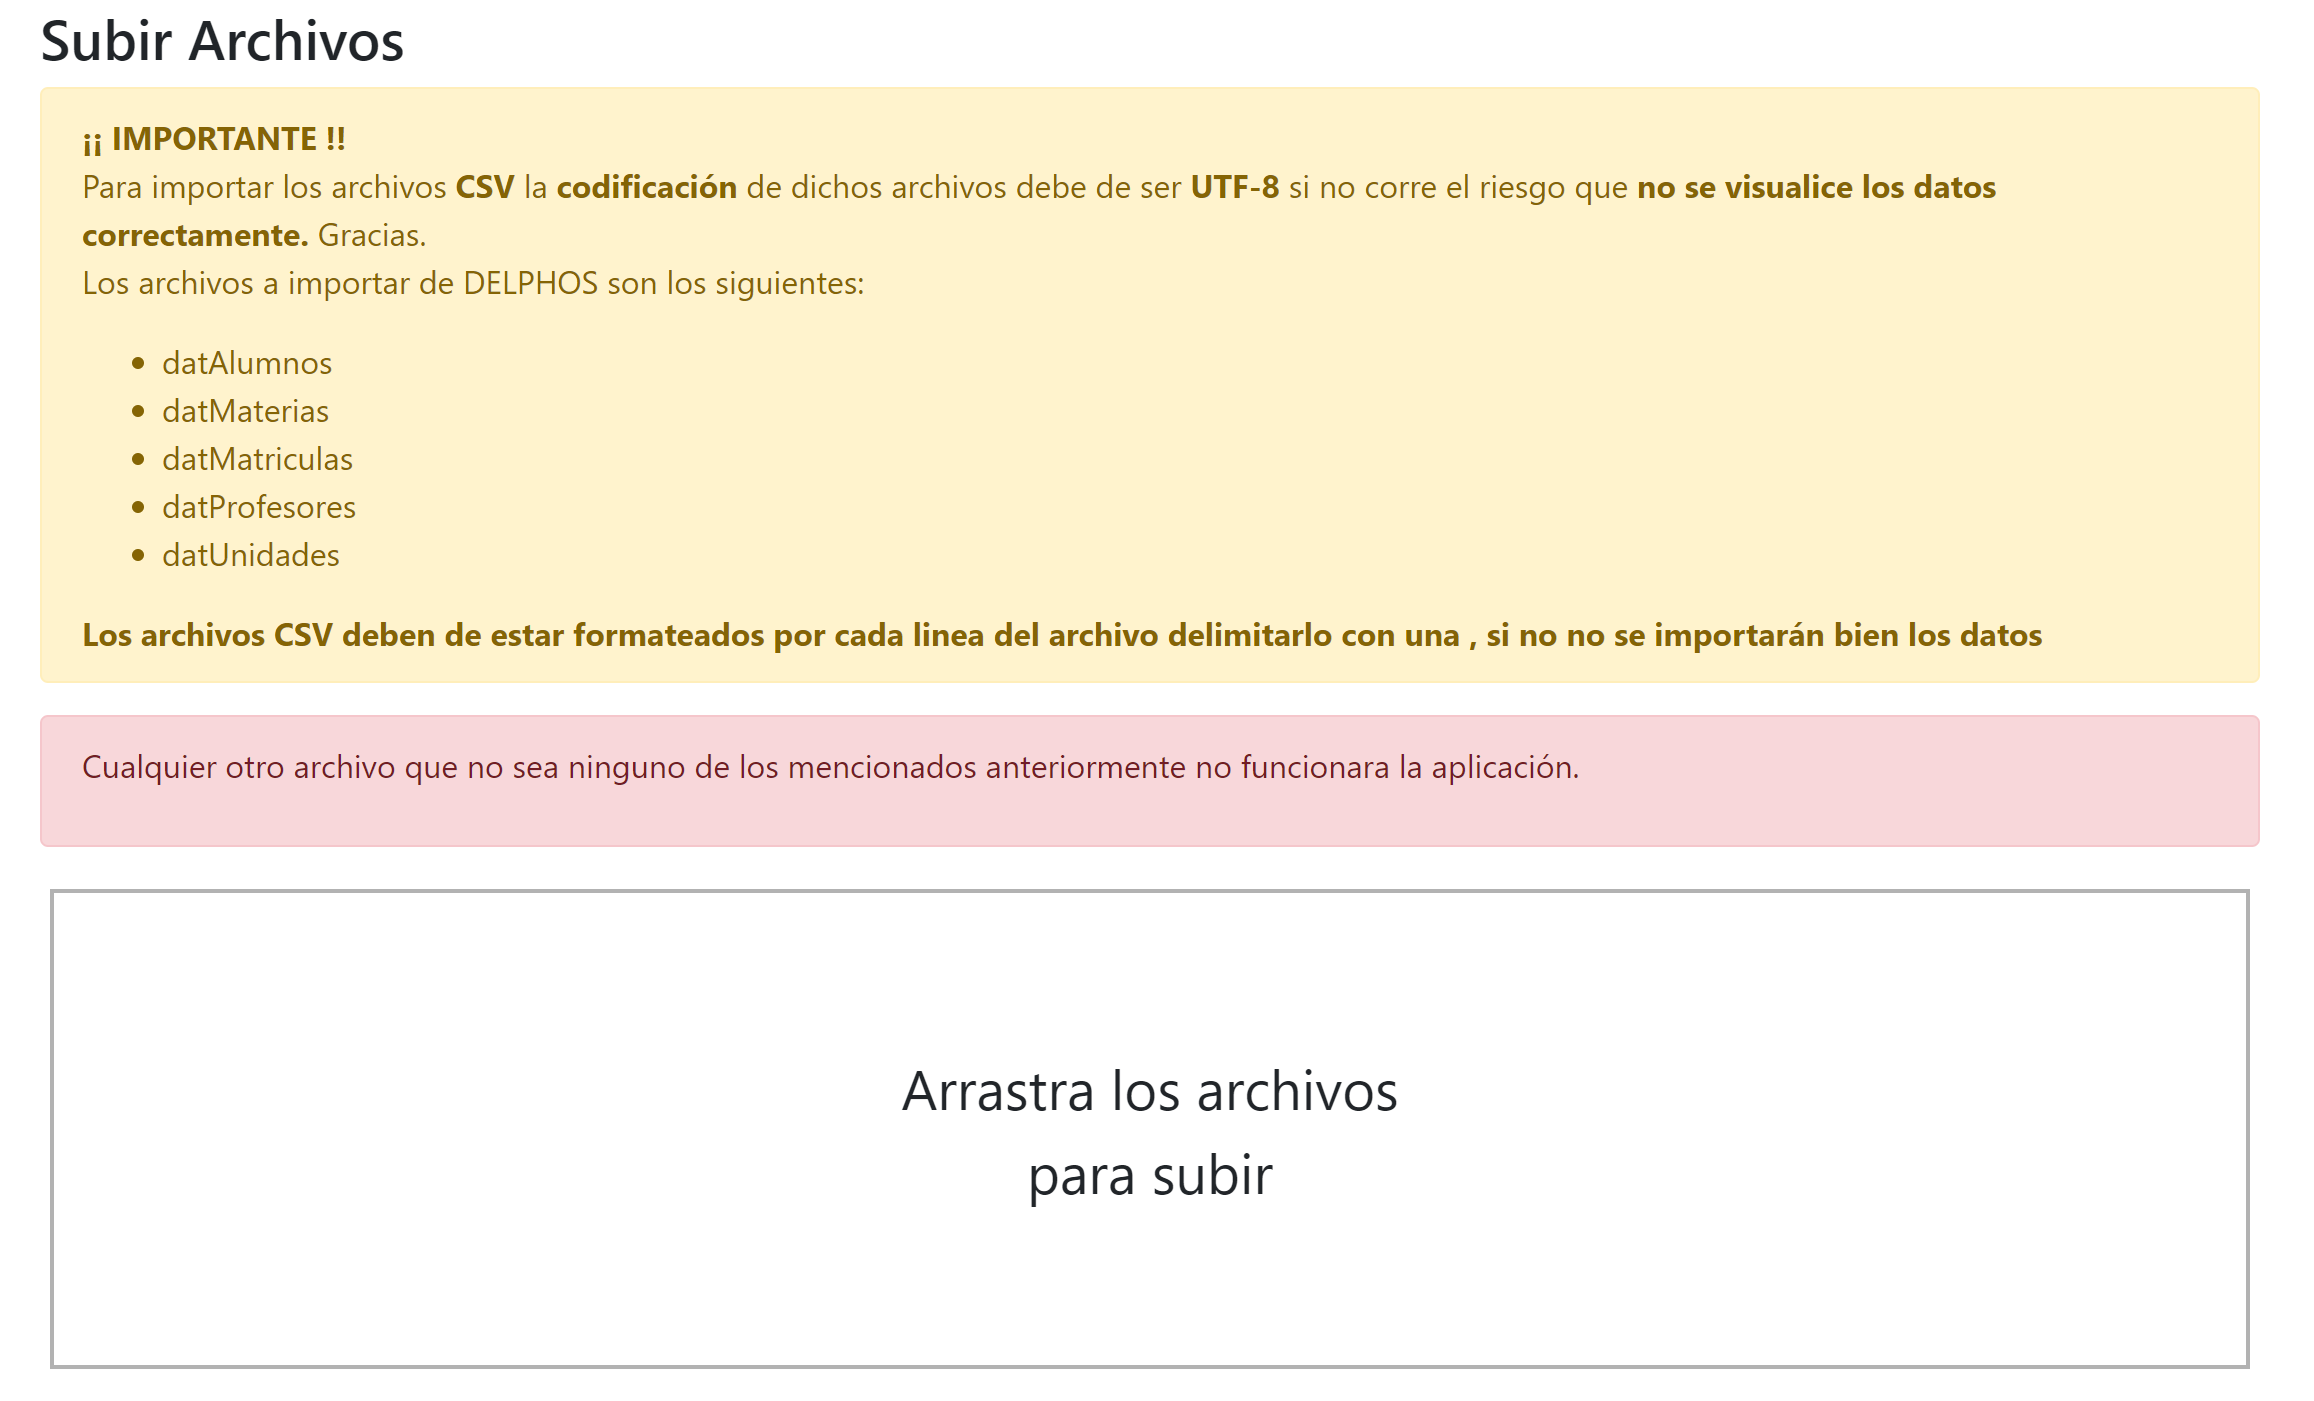 Subir Archivos
¡¡ IMPORTANTE !!
Para importar los archivos CSV la codificación de dichos archivos debe de ser UTF-8 si no corre el riesgo que no se visualice los datos
correctamente. Gracias.
Los archivos a importar de DELPHOS son los siguientes:
• datAlumnos
• datMaterias
• datMatriculas
• datProfesores
• datUnidades
Los archivos CSV deben de estar formateados por cada linea del archivo delimitarlo con una , si no no se importarán bien los datos
Cualquier otro archivo que no sea ninguno de los mencionados anteriormente no funcionara la aplicación.
Arrastra los archivos
para subir